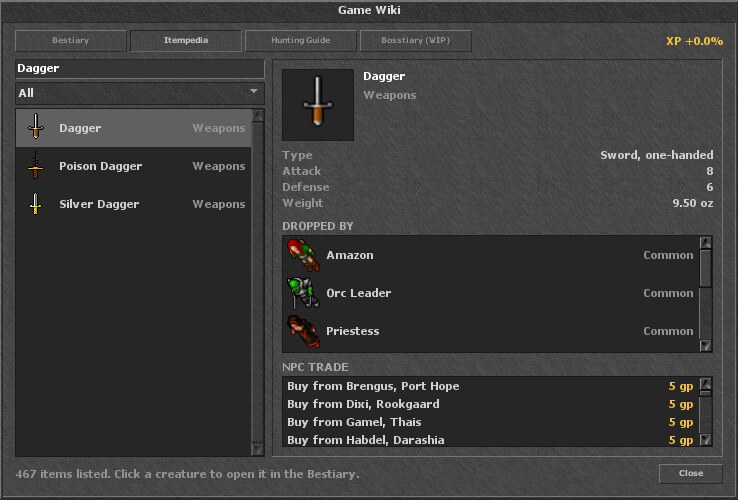 Game Wiki
Bestiary Itempedia Hunting Guide Bosstiary (WIP) XP +0.0%
Dagger
All
Dagger Weapons
Poison Dagger Weapons
Silver Dagger Weapons
Dagger
Weapons
Type Sword, one-handed
Attack 8
Defense 6
Weight 9.50 oz
DROPPED BY
Amazon Common
Orc Leader Common
Priestess Common
NPC TRADE
Buy from Brengus, Port Hope 5 gp
Buy from Dixi, Rookgaard 5 gp
Buy from Gamel, Thais 5 gp
Buy from Habdel, Darashia 5 gp
467 items listed. Click a creature to open it in the Bestiary. Close